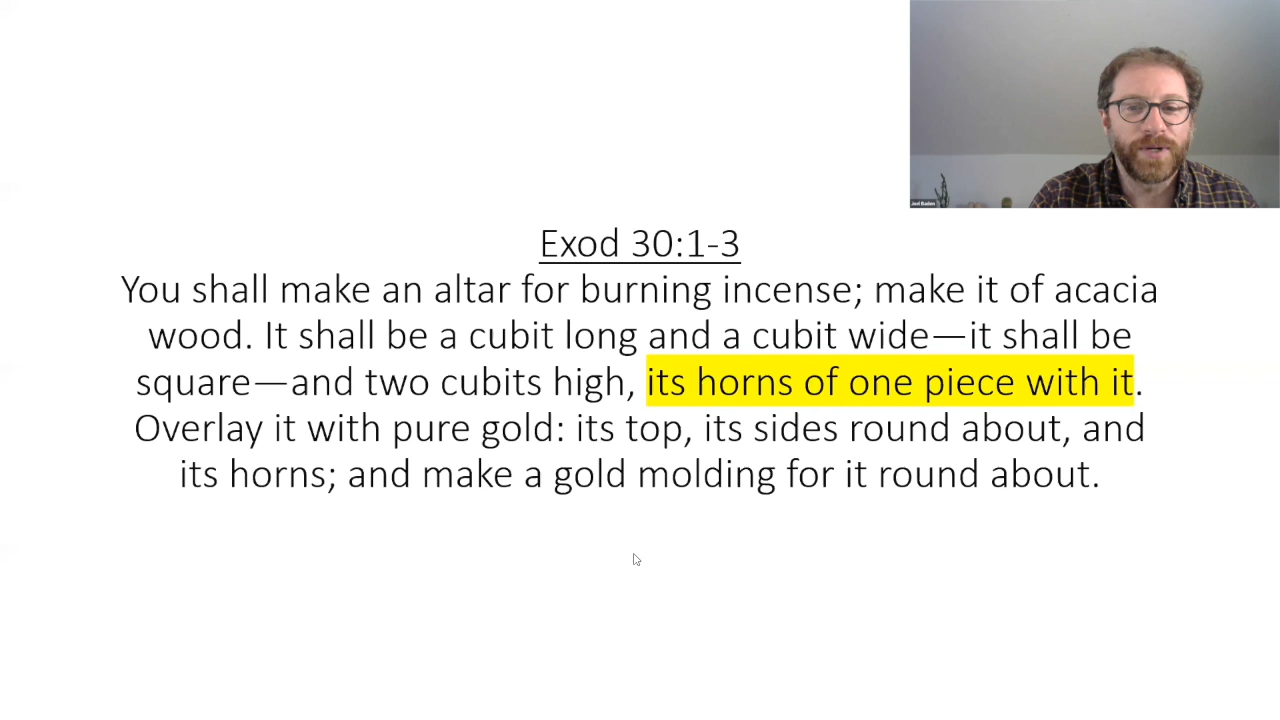 Joel Baden
Exod 30:1-3
You shall make an altar for burning incense; make it of acacia
wood. It shall be a cubit long and a cubit wide—it shall be
square—and two cubits high, its horns of one piece with it.
Overlay it with pure gold: its top, its sides round about, and
its horns; and make a gold molding for it round about.